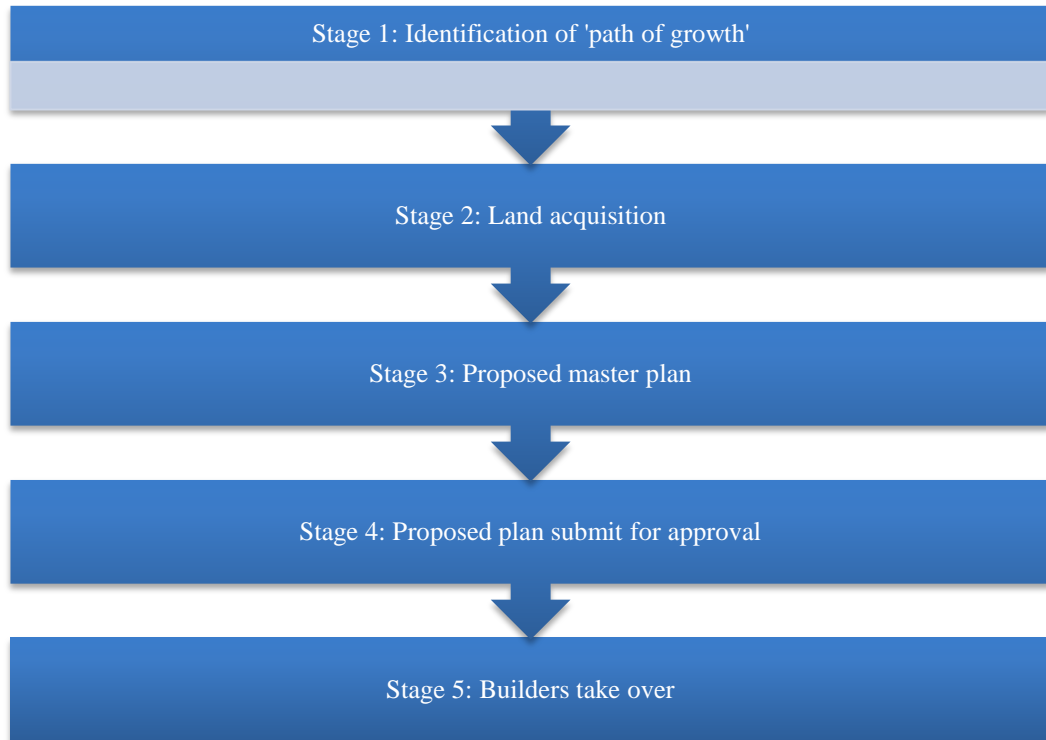 Stage 1: Identification of 'path of growth'
Stage 2: Land acquisition
Stage 3: Proposed master plan
Stage 4: Proposed plan submit for approval
Stage 5: Builders take over